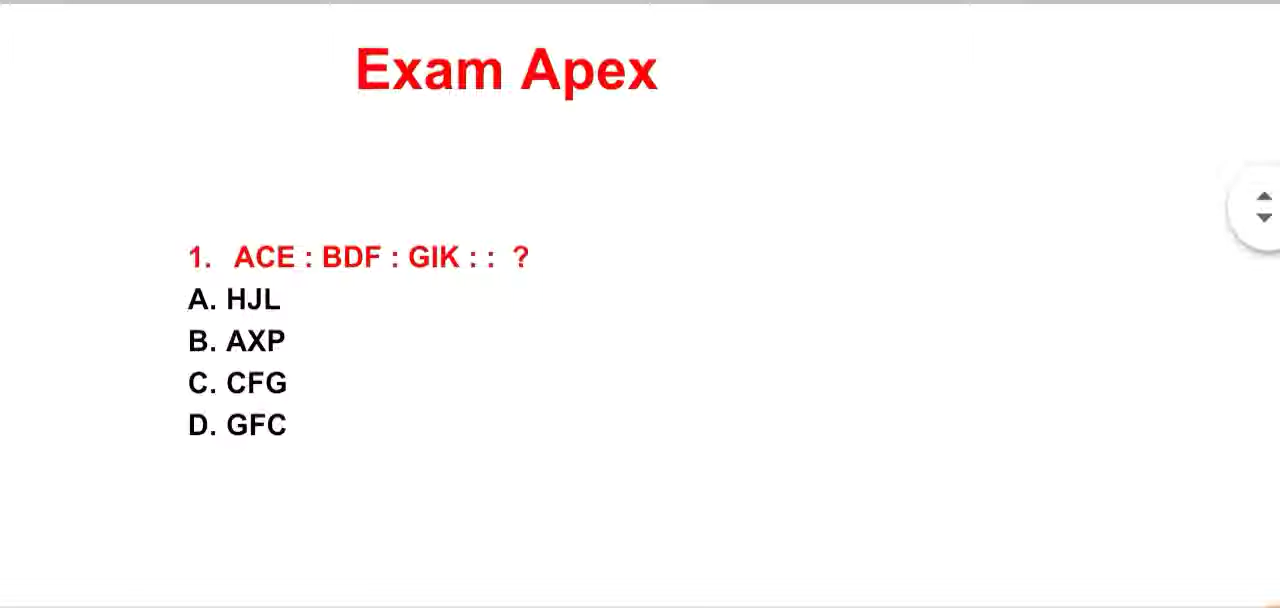 Exam Apex
1. ACE : BDF : GIK : : ?
A. HJL
B. AXP
C. CFG
D. GFC